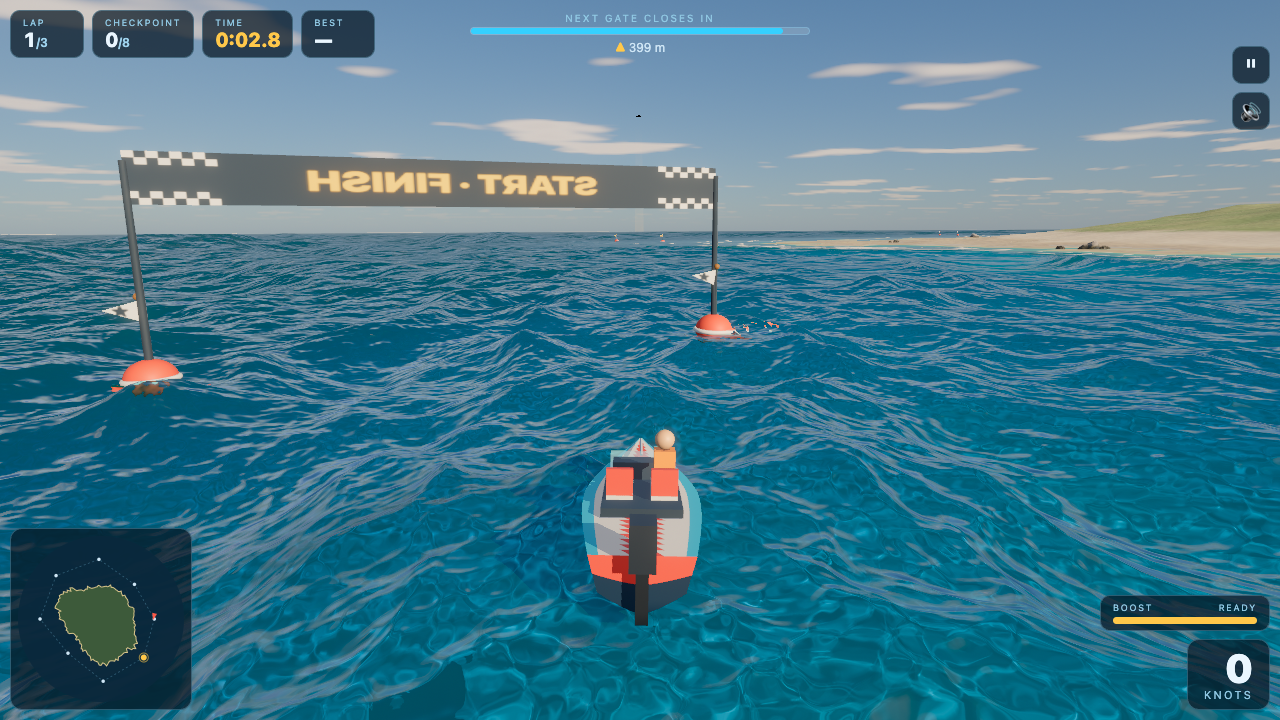 LAP
1/3
CHECKPOINT
0/8
TIME
0:02.8
BEST
—
NEXT GATE CLOSES IN
399 m
START · FINISH
BOOST READY
0
KNOTS